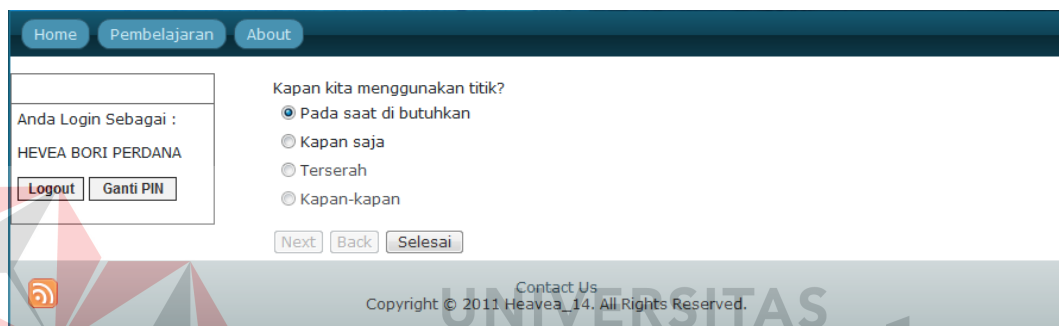 Home Pembelajaran About
Anda Login Sebagai :
HEVEA BORI PERDANA
Logout Ganti PIN
Kapan kita menggunakan titik?
Pada saat di butuhkan
Kapan saja
Terserah
Kapan-kapan
Next Back Selesai
Contact Us
Copyright © 2011 Heavea_14. All Rights Reserved.
UNIVERSITAS